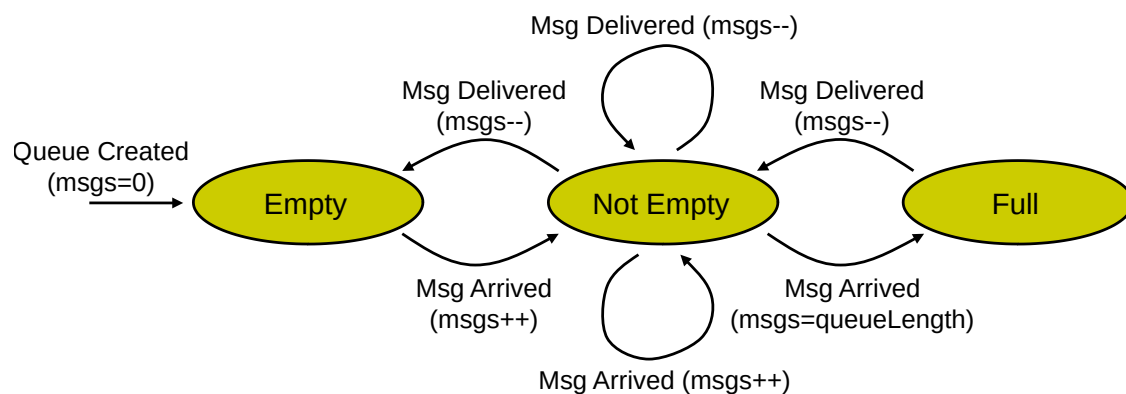 Msg Delivered (msgs--)
Msg Delivered
(msgs--)
Msg Delivered
(msgs--)
Queue Created
(msgs=0)
Empty
Not Empty
Full
Msg Arrived
(msgs++)
Msg Arrived
(msgs=queueLength)
Msg Arrived (msgs++)